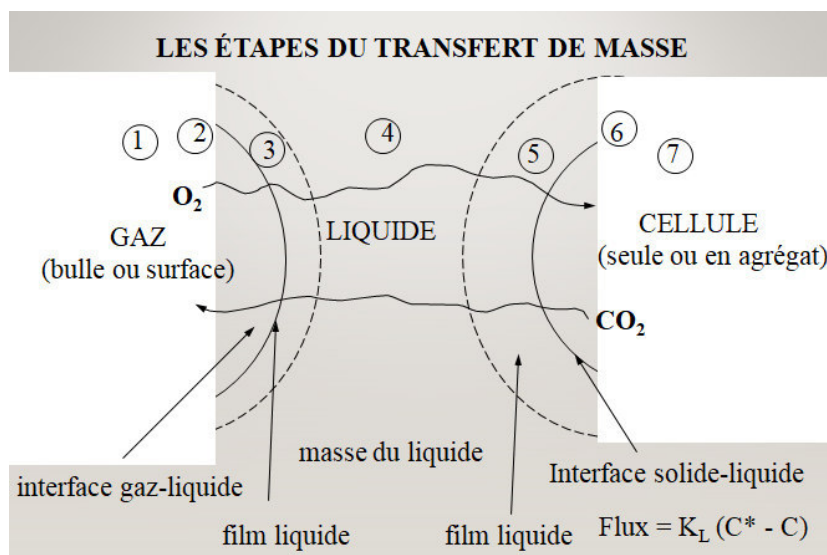 LES ÉTAPES DU TRANSFERT DE MASSE
1
2
3
4
5
6
7
O₂
GAZ
(bulle ou surface)
LIQUIDE
CELLULE
(seule ou en agrégat)
CO₂
masse du liquide
interface gaz-liquide
Interface solide-liquide
film liquide
film liquide
Flux = K_L (C* - C)